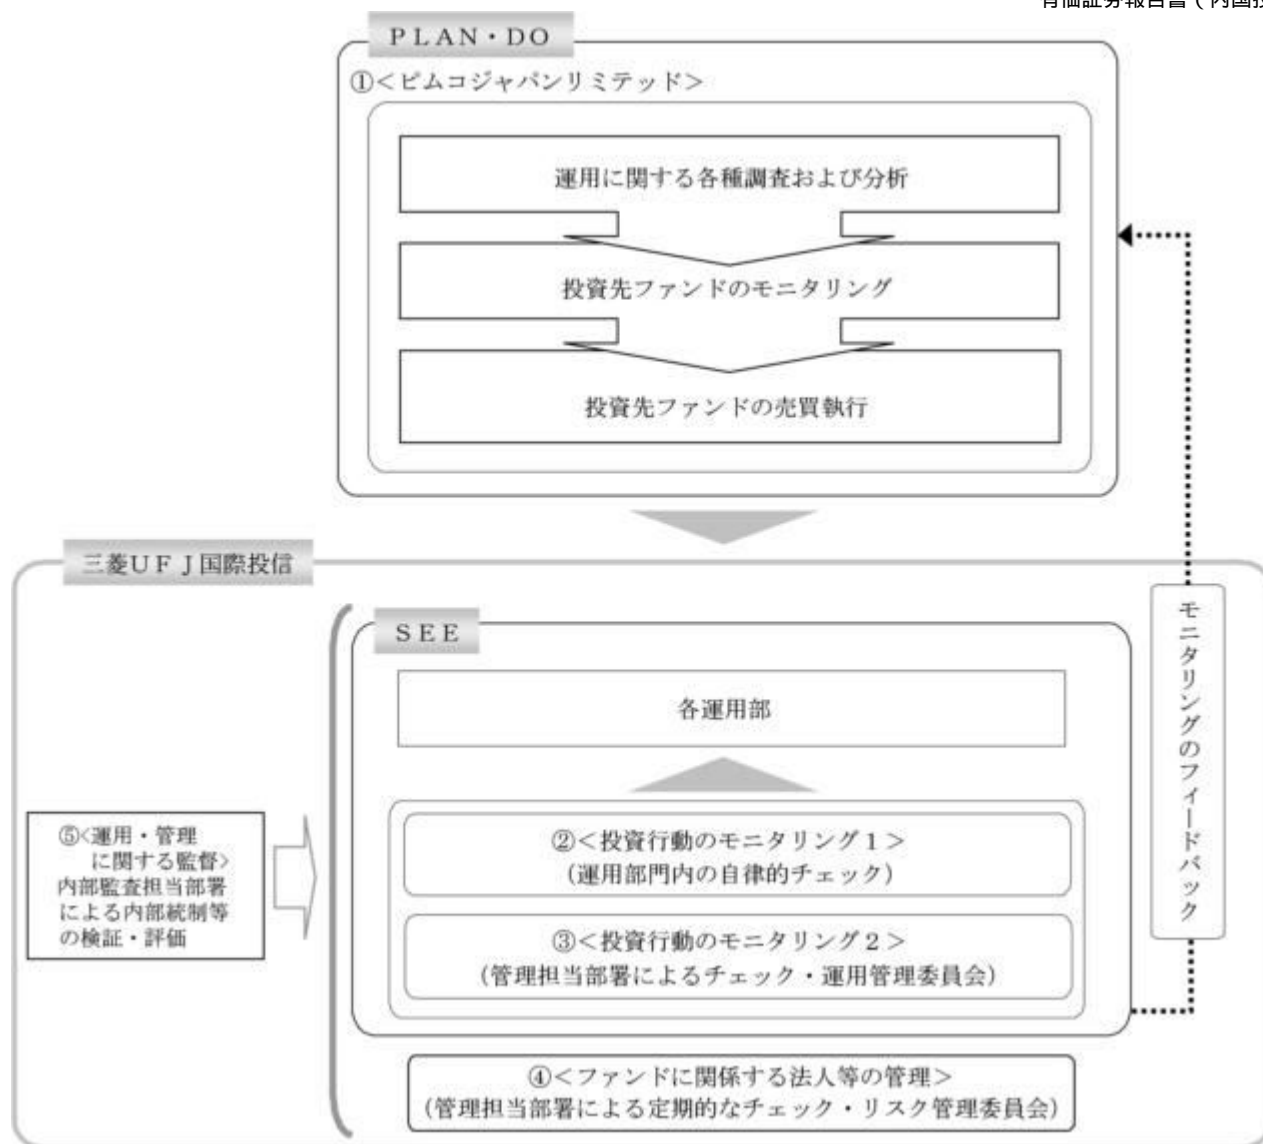 有価証券報告書(内国投
PLAN・DO
①<ピムコジャパンリミテッド>
運用に関する各種調査および分析
投資先ファンドのモニタリング
投資先ファンドの売買執行
三菱UFJ国際投信
SEE
各運用部
②<投資行動のモニタリング1>
(運用部門内の自律的チェック)
③<投資行動のモニタリング2>
(管理担当部署によるチェック・運用管理委員会)
④<ファンドに関係する法人等の管理>
(管理担当部署による定期的なチェック・リスク管理委員会)
⑤<運用・管理
に関する監督>
内部監査担当部署
による内部統制等
の検証・評価
モニタリングのフィードバック